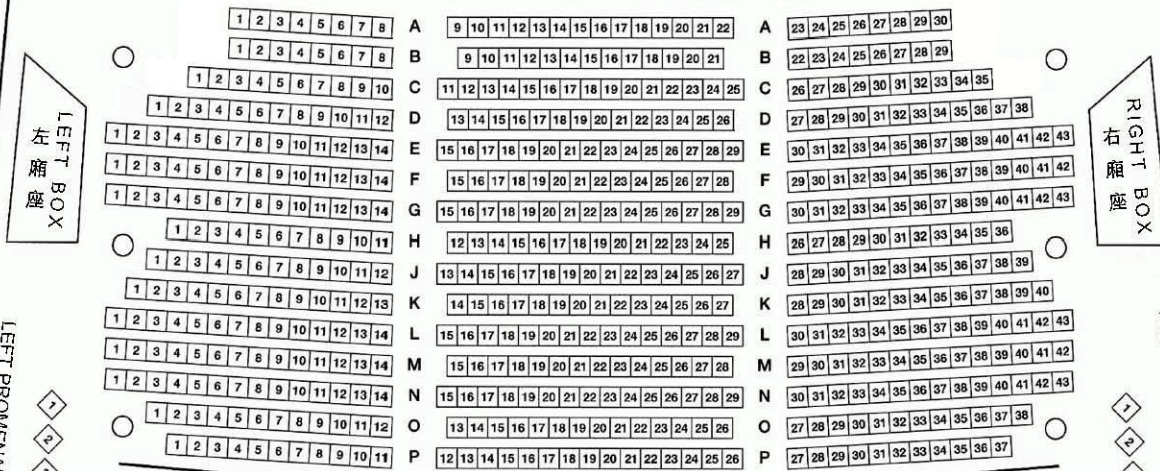 1 2 3 4 5 6 7 8 A 9 10 11 12 13 14 15 16 17 18 19 20 21 22 A 23 24 25 26 27 28 29 30
1 2 3 4 5 6 7 8 B 9 10 11 12 13 14 15 16 17 18 19 20 21 B 22 23 24 25 26 27 28 29
1 2 3 4 5 6 7 8 9 10 C 11 12 13 14 15 16 17 18 19 20 21 22 23 24 25 C 26 27 28 29 30 31 32 33 34 35
1 2 3 4 5 6 7 8 9 10 11 12 D 13 14 15 16 17 18 19 20 21 22 23 24 25 26 D 27 28 29 30 31 32 33 34 35 36 37 38
1 2 3 4 5 6 7 8 9 10 11 12 13 14 E 15 16 17 18 19 20 21 22 23 24 25 26 27 28 29 E 30 31 32 33 34 35 36 37 38 39 40 41 42 43
1 2 3 4 5 6 7 8 9 10 11 12 13 14 F 15 16 17 18 19 20 21 22 23 24 25 26 27 28 F 29 30 31 32 33 34 35 36 37 38 39 40 41 42
1 2 3 4 5 6 7 8 9 10 11 12 13 14 G 15 16 17 18 19 20 21 22 23 24 25 26 27 28 29 G 30 31 32 33 34 35 36 37 38 39 40 41 42 43
1 2 3 4 5 6 7 8 9 10 11 H 12 13 14 15 16 17 18 19 20 21 22 23 24 25 H 26 27 28 29 30 31 32 33 34 35 36
1 2 3 4 5 6 7 8 9 10 11 12 J 13 14 15 16 17 18 19 20 21 22 23 24 25 26 27 J 28 29 30 31 32 33 34 35 36 37 38 39
1 2 3 4 5 6 7 8 9 10 11 12 13 K 14 15 16 17 18 19 20 21 22 23 24 25 26 27 K 28 29 30 31 32 33 34 35 36 37 38 39 40
1 2 3 4 5 6 7 8 9 10 11 12 13 14 L 15 16 17 18 19 20 21 22 23 24 25 26 27 28 29 L 30 31 32 33 34 35 36 37 38 39 40 41 42 43
1 2 3 4 5 6 7 8 9 10 11 12 13 14 M 15 16 17 18 19 20 21 22 23 24 25 26 27 28 M 29 30 31 32 33 34 35 36 37 38 39 40 41 42
1 2 3 4 5 6 7 8 9 10 11 12 13 14 N 15 16 17 18 19 20 21 22 23 24 25 26 27 28 29 N 30 31 32 33 34 35 36 37 38 39 40 41 42 43
1 2 3 4 5 6 7 8 9 10 11 12 O 13 14 15 16 17 18 19 20 21 22 23 24 25 26 O 27 28 29 30 31 32 33 34 35 36 37 38
1 2 3 4 5 6 7 8 9 10 11 P 12 13 14 15 16 17 18 19 20 21 22 23 24 25 26 P 27 28 29 30 31 32 33 34 35 36 37
LEFT BOX
左廂座
RIGHT BOX
右廂座
LEFT
1
2
1
2